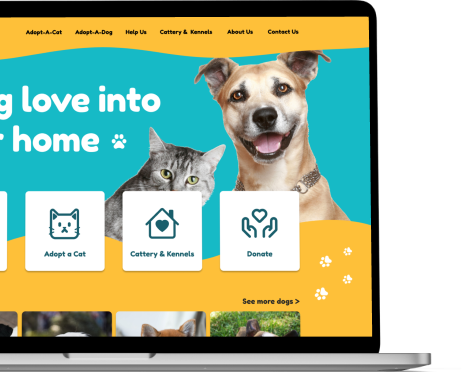 Adopt-A-Cat Adopt-A-Dog Help Us Cattery & Kennels About Us Contact Us
love into
home
Adopt a Cat Cattery & Kennels Donate
See more dogs >